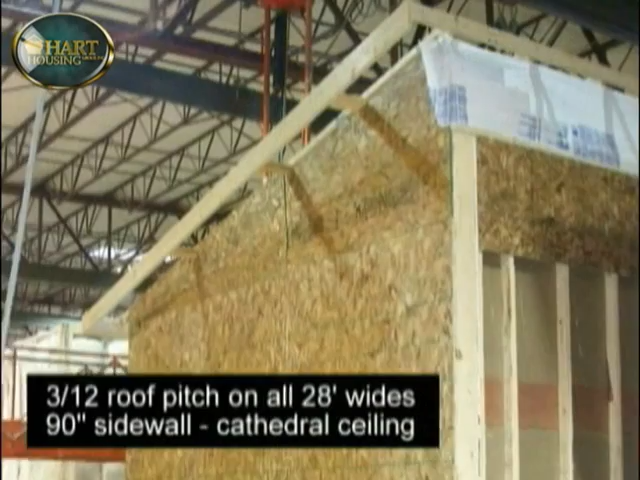 HART
HOUSING
3/12 roof pitch on all 28' wides
90" sidewall - cathedral ceiling